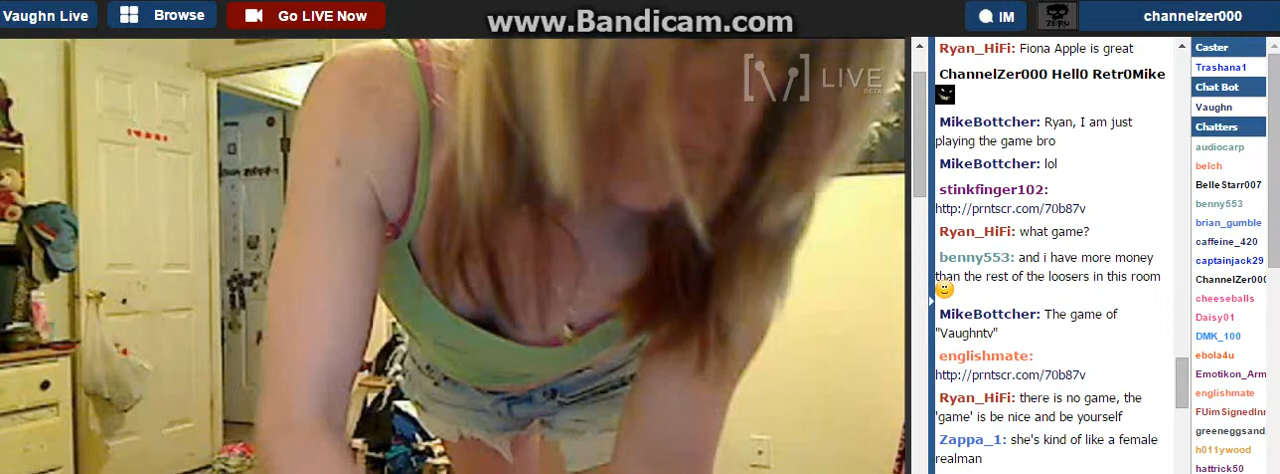 Vaughn Live
Browse
Go LIVE Now
www.Bandicam.com
IM
channelzer000
LIVE
BETA
Ryan_HiFi: Fiona Apple is great
ChannelZer000 Hell0 Retr0Mike
MikeBottcher: Ryan, I am just
playing the game bro
MikeBottcher: lol
stinkfinger102:
http://prntscr.com/70b87v
Ryan_HiFi: what game?
benny553: and i have more money
than the rest of the loosers in this room
MikeBottcher: The game of
"Vaughntv"
englishmate:
http://prntscr.com/70b87v
Ryan_HiFi: there is no game, the
'game' is be nice and be yourself
Zappa_1: she's kind of like a female
realman
Caster
Trashana1
Chat Bot
Vaughn
Chatters
audiocarp
belch
BelleStarr007
benny553
brian_gumble
caffeine_420
captainjack29
ChannelZer000
cheeseballs
Daisy01
DMK_100
ebola4u
Emotikon_Arm
englishmate
FUimSignedInn
greeneggsand
h011ywood
hattrick50